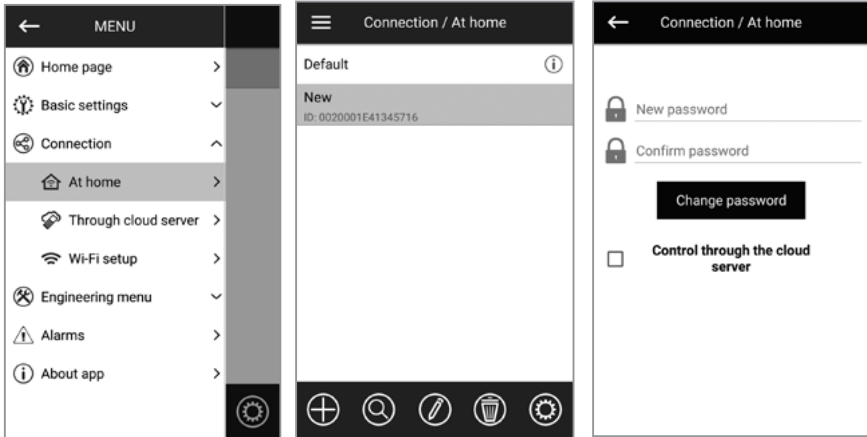 MENU
Home page
Basic settings
Connection
At home
Through cloud server
Wi-Fi setup
Engineering menu
Alarms
About app
Connection / At home
Default
New
ID: 0020001E41345716
Connection / At home
New password
Confirm password
Change password
Control through the cloud
server